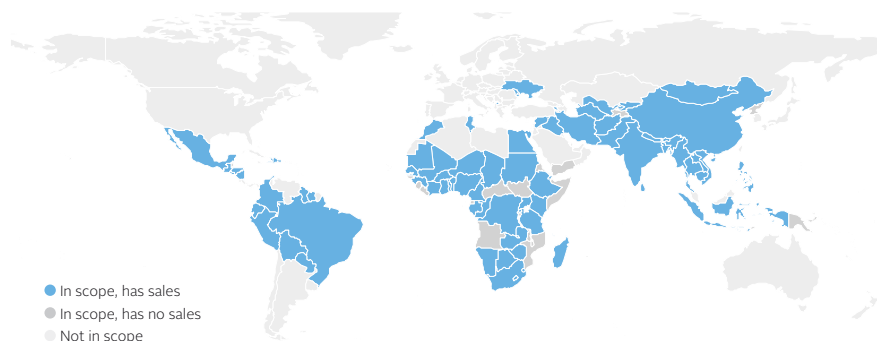 In scope, has sales
In scope, has no sales
Not in scope